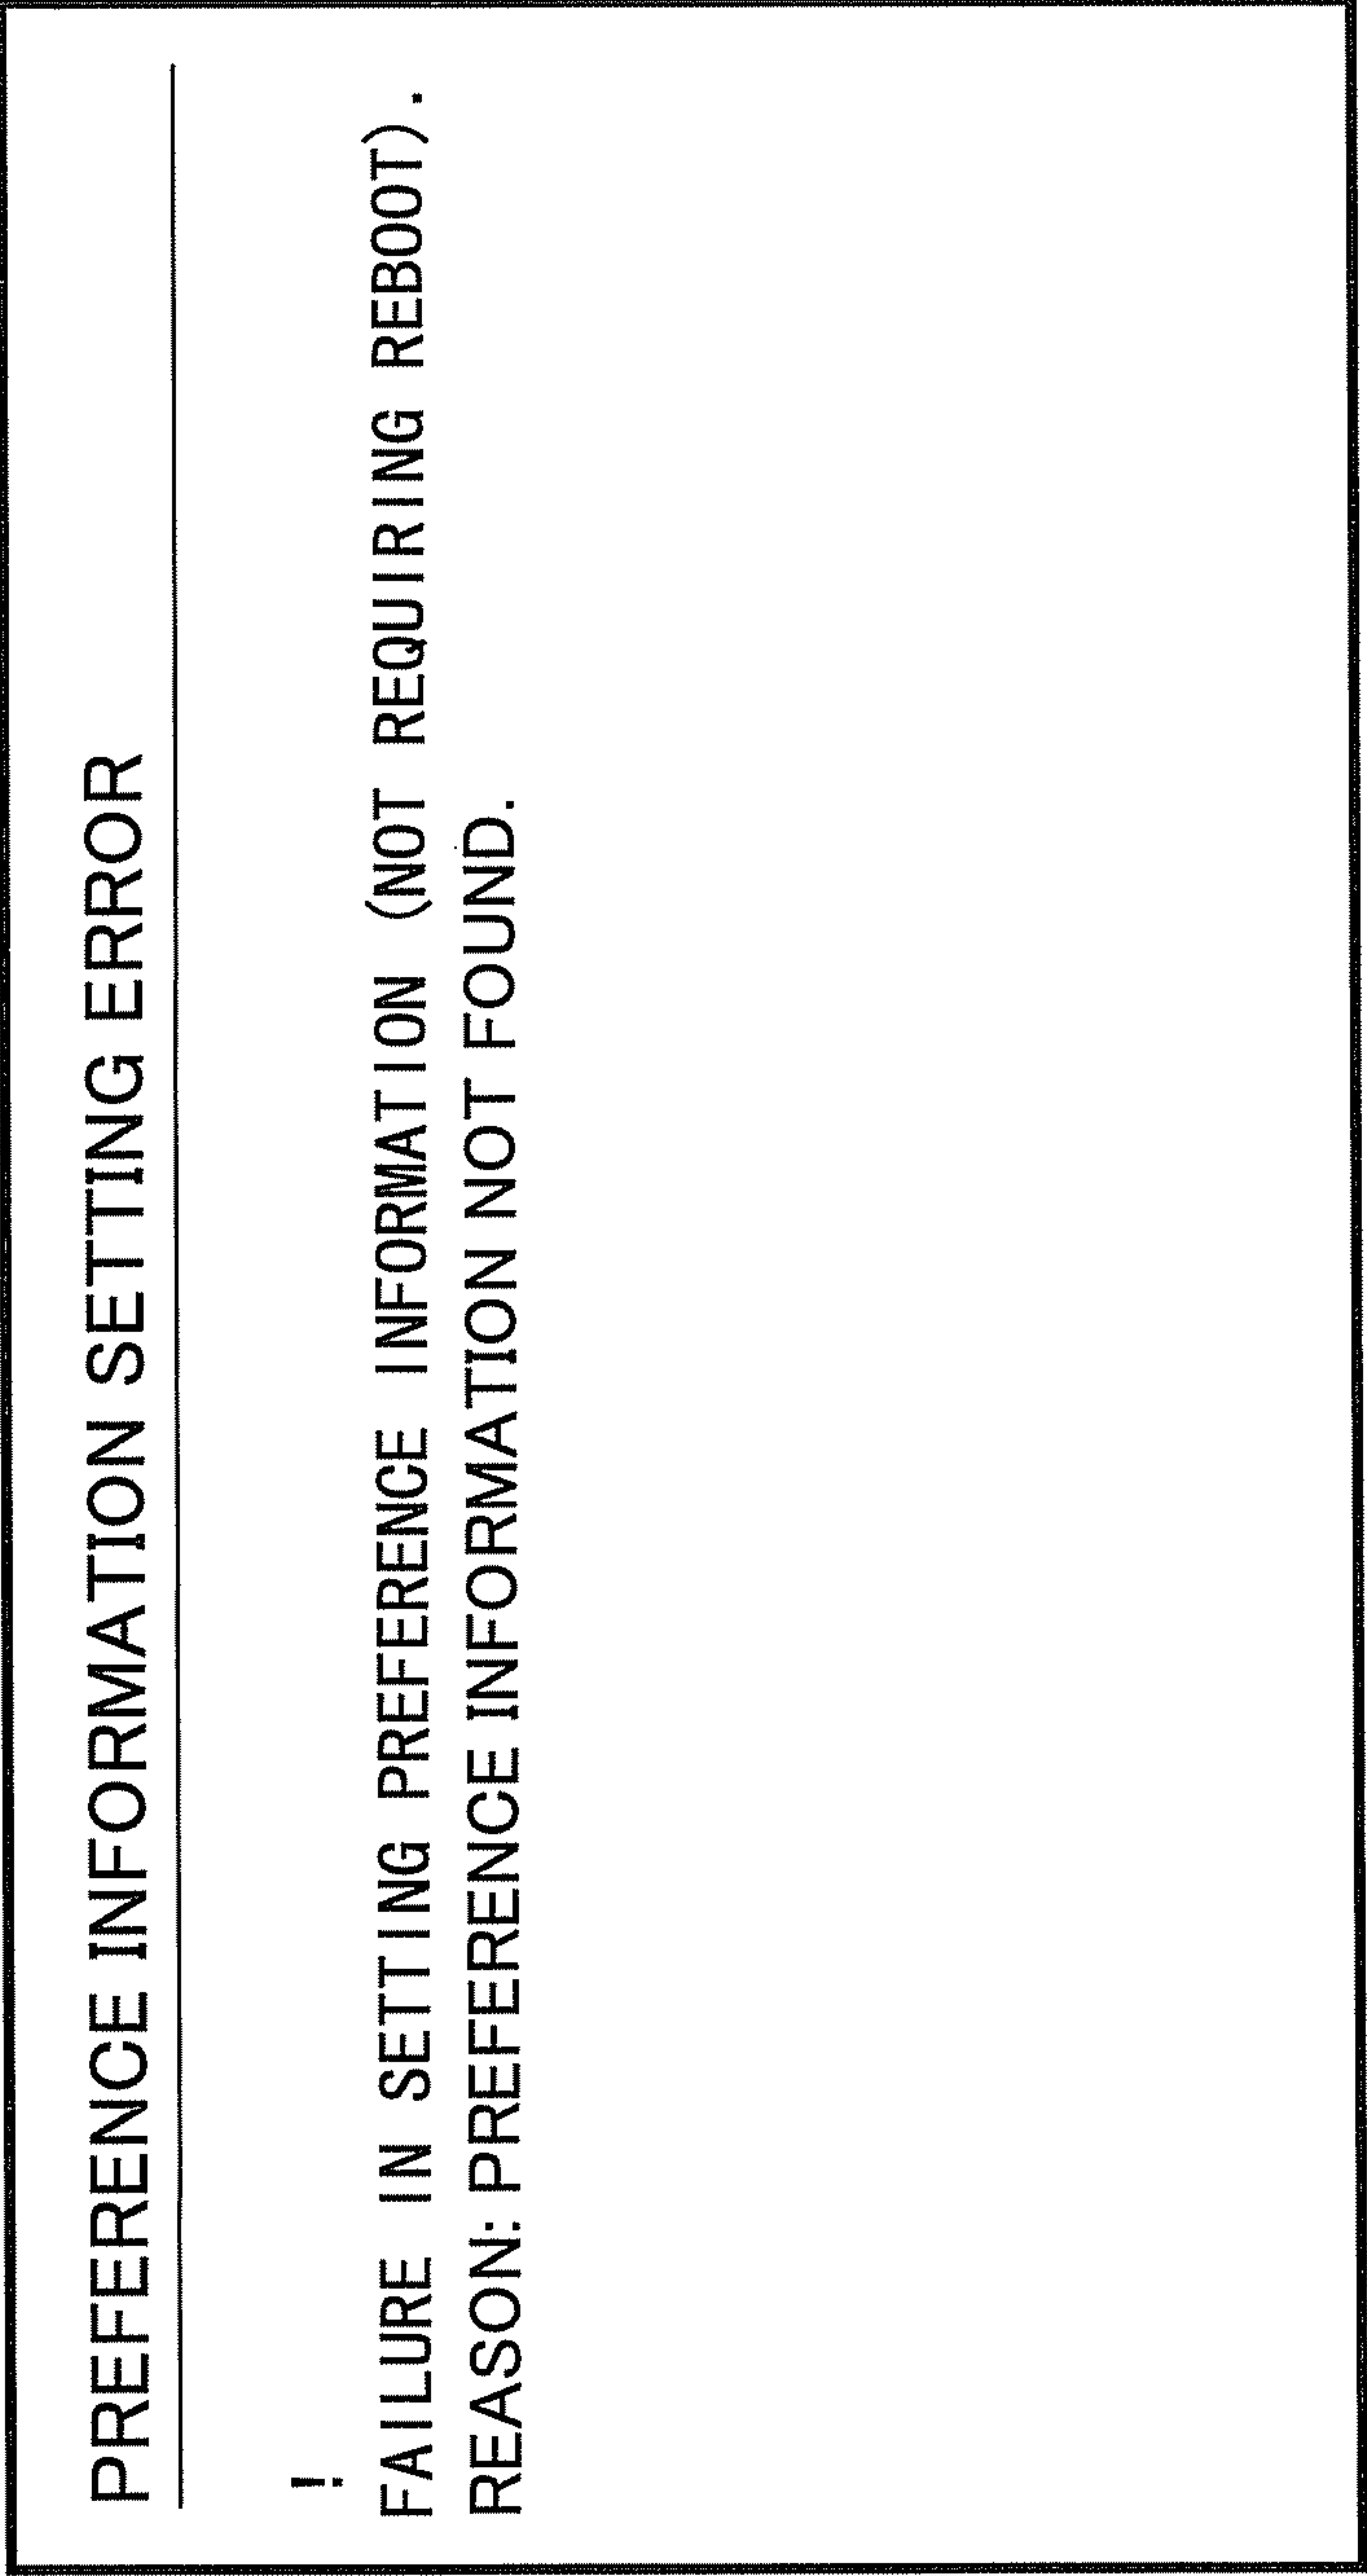 PREFERENCE INFORMATION SETTING ERROR
!
FAILURE IN SETTING PREFERENCE INFORMATION (NOT REQUIRING REBOOT).
REASON: PREFERENCE INFORMATION NOT FOUND.